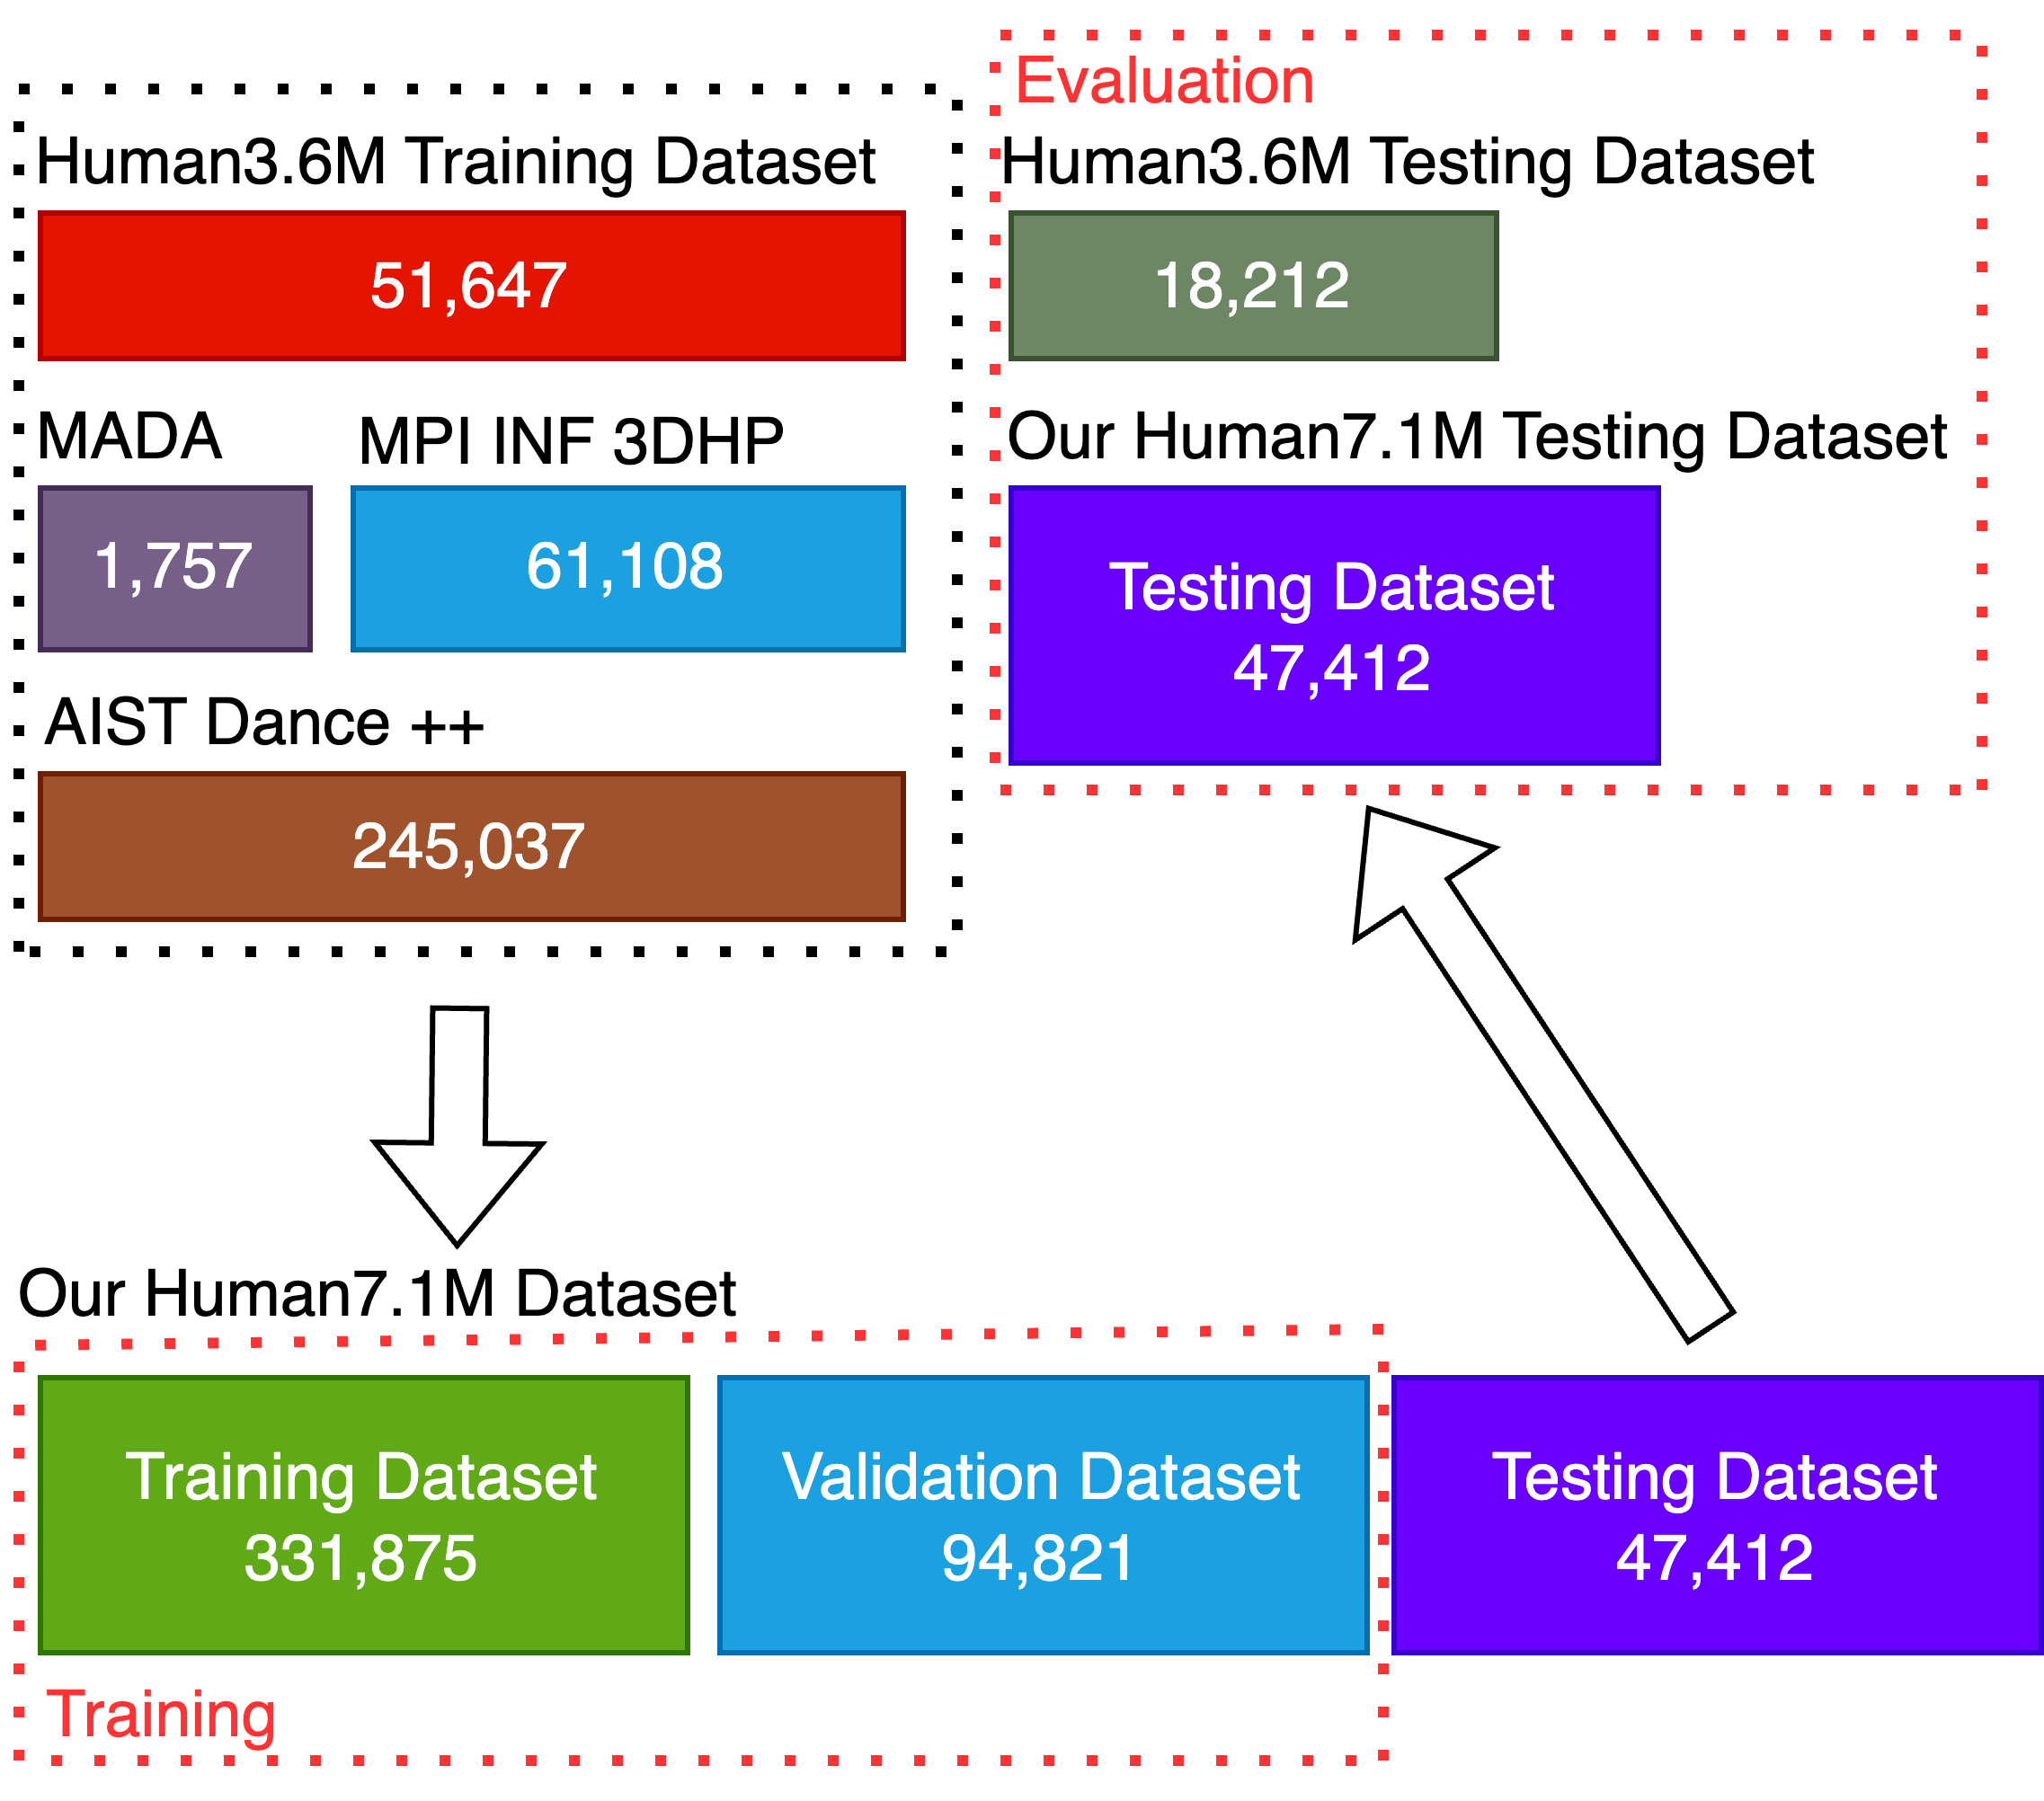 Human3.6M Training Dataset
51,647
MADA
MPI INF 3DHP
1,757
61,108
AIST Dance ++
245,037
Evaluation
Human3.6M Testing Dataset
18,212
Our Human7.1M Testing Dataset
Testing Dataset
47,412
Our Human7.1M Dataset
Training Dataset
331,875
Validation Dataset
94,821
Testing Dataset
47,412
Training